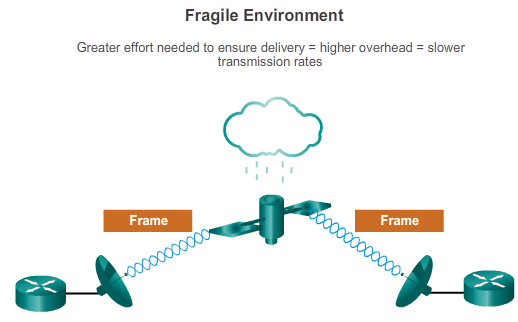 Fragile Environment
Greater effort needed to ensure delivery = higher overhead = slower
transmission rates
Frame
Frame